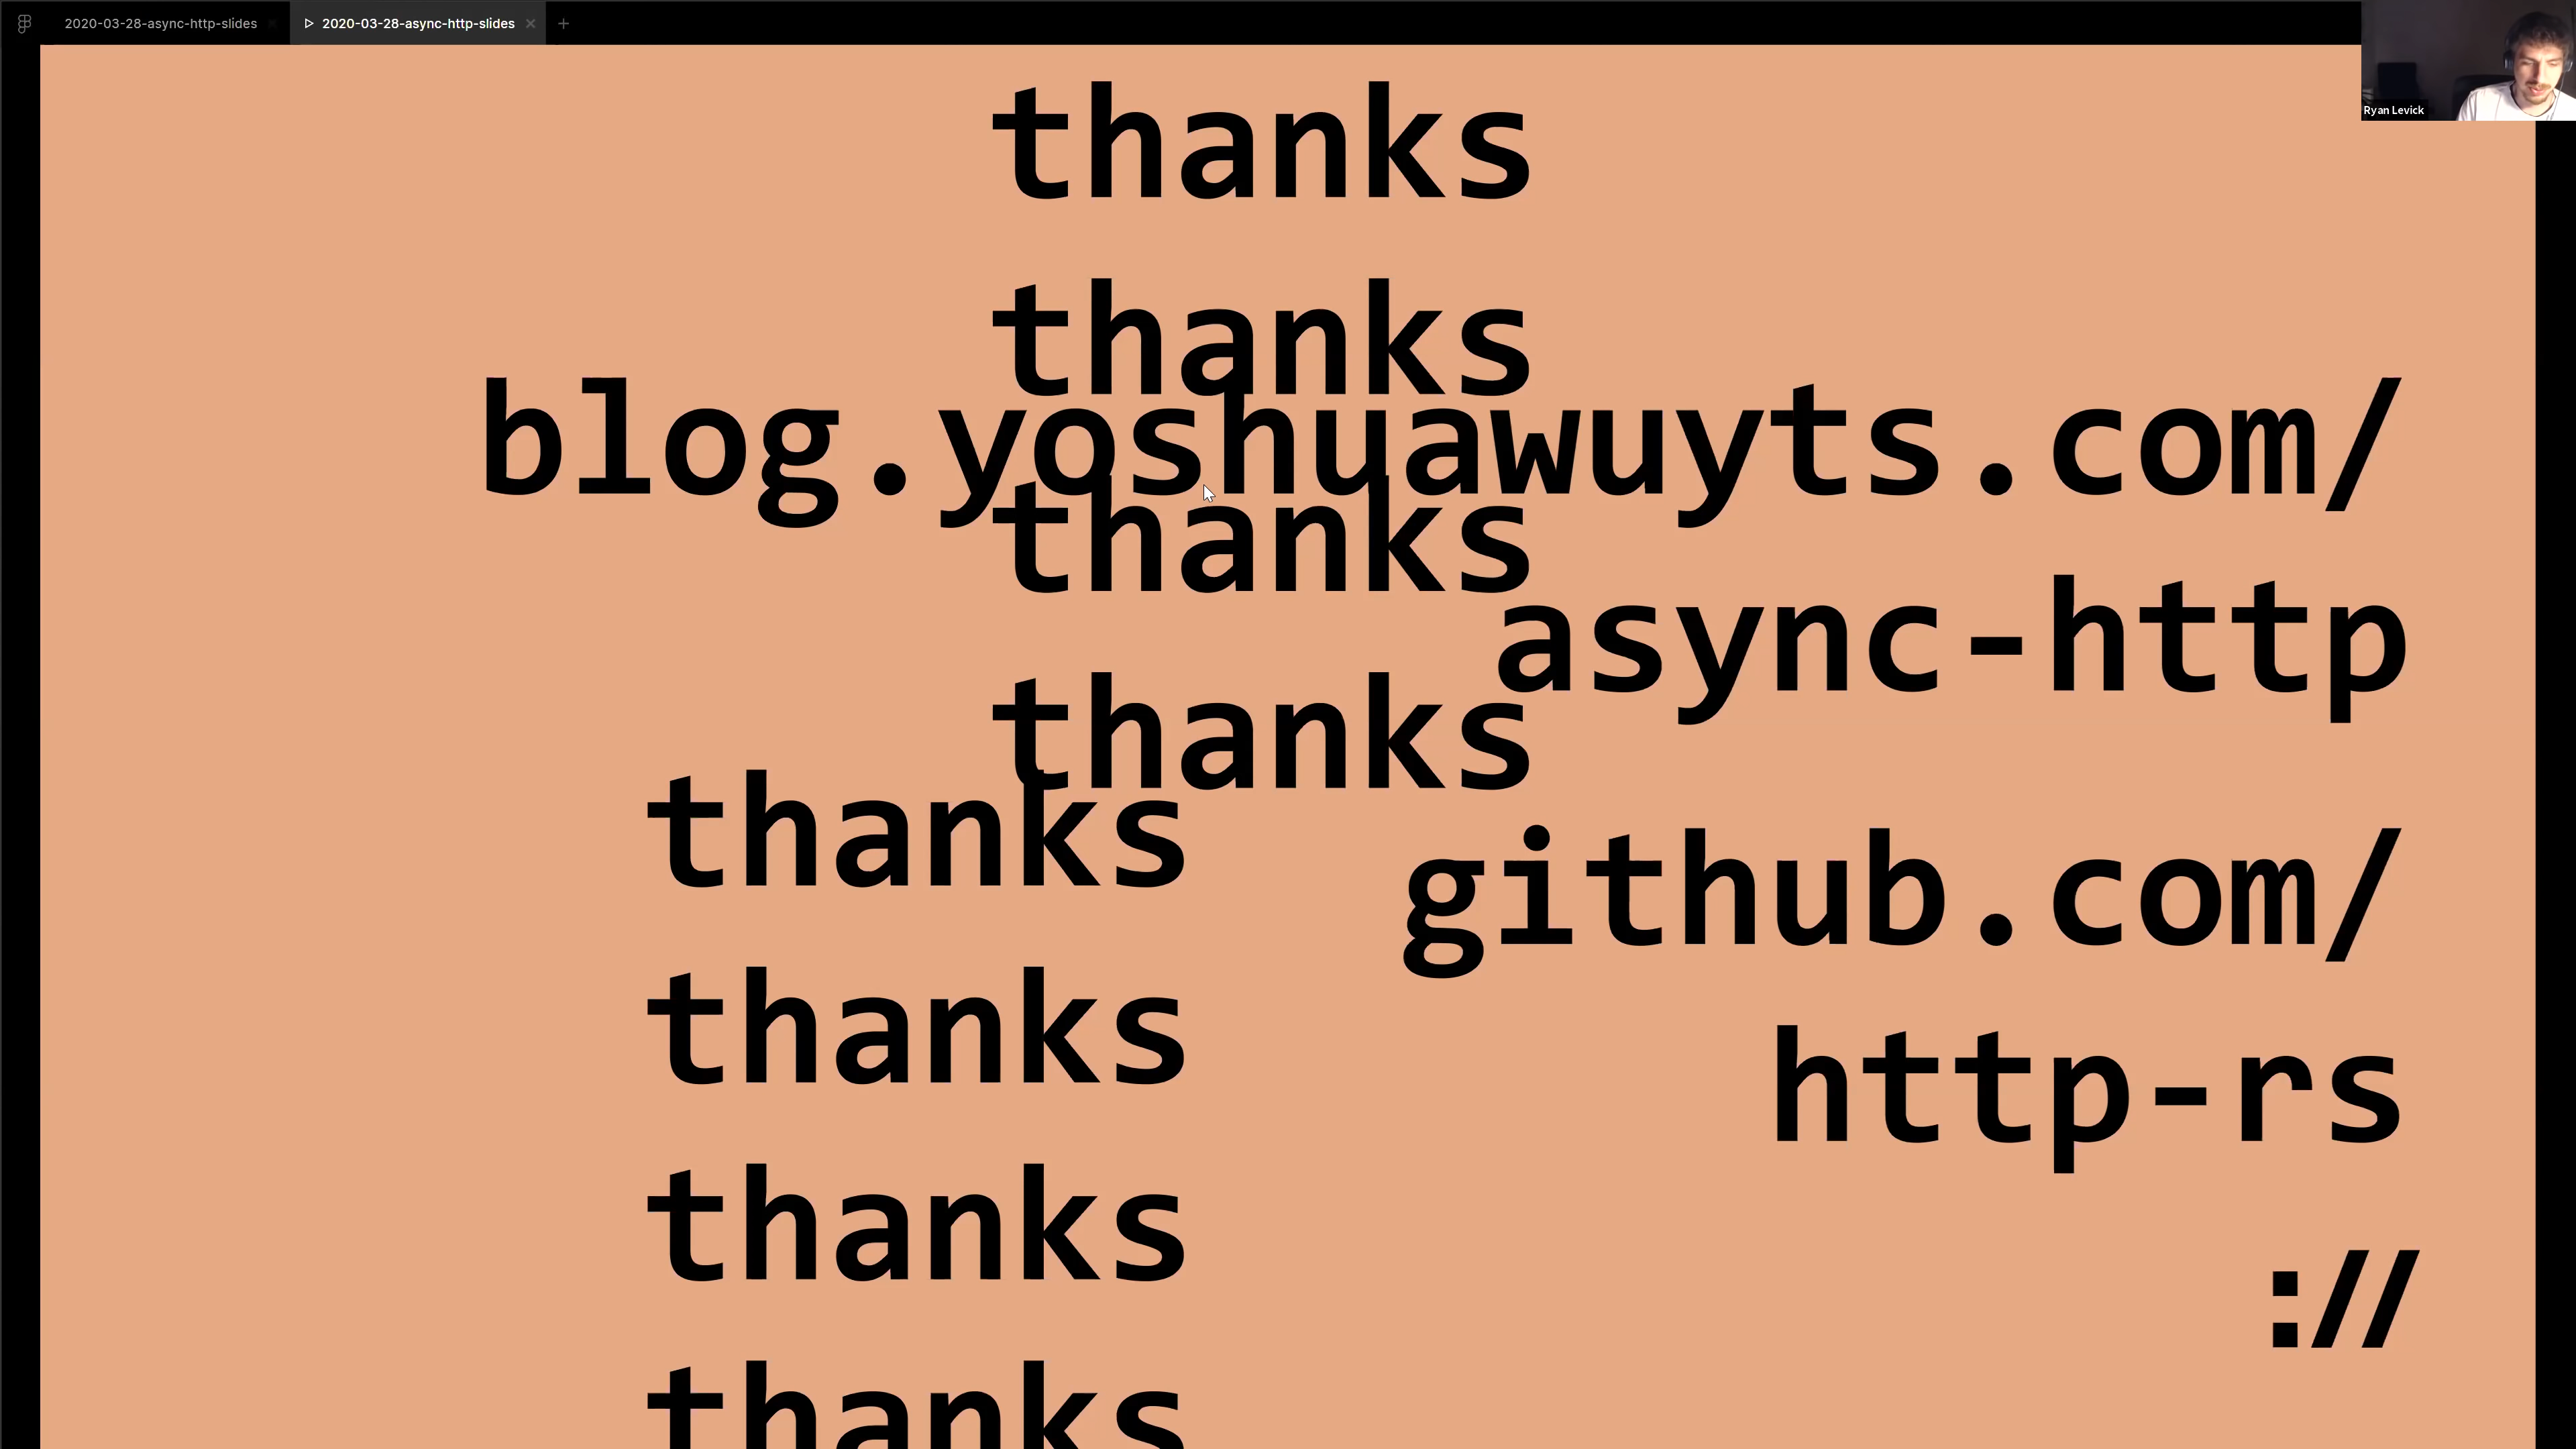 2020-03-28-async-http-slides
2020-03-28-async-http-slides
Ryan Levick
thanks
thanks
blog.yoshuawuyts.com/
thanks
async-http
thanks
thanks
github.com/
thanks
http-rs
thanks
://
thanks